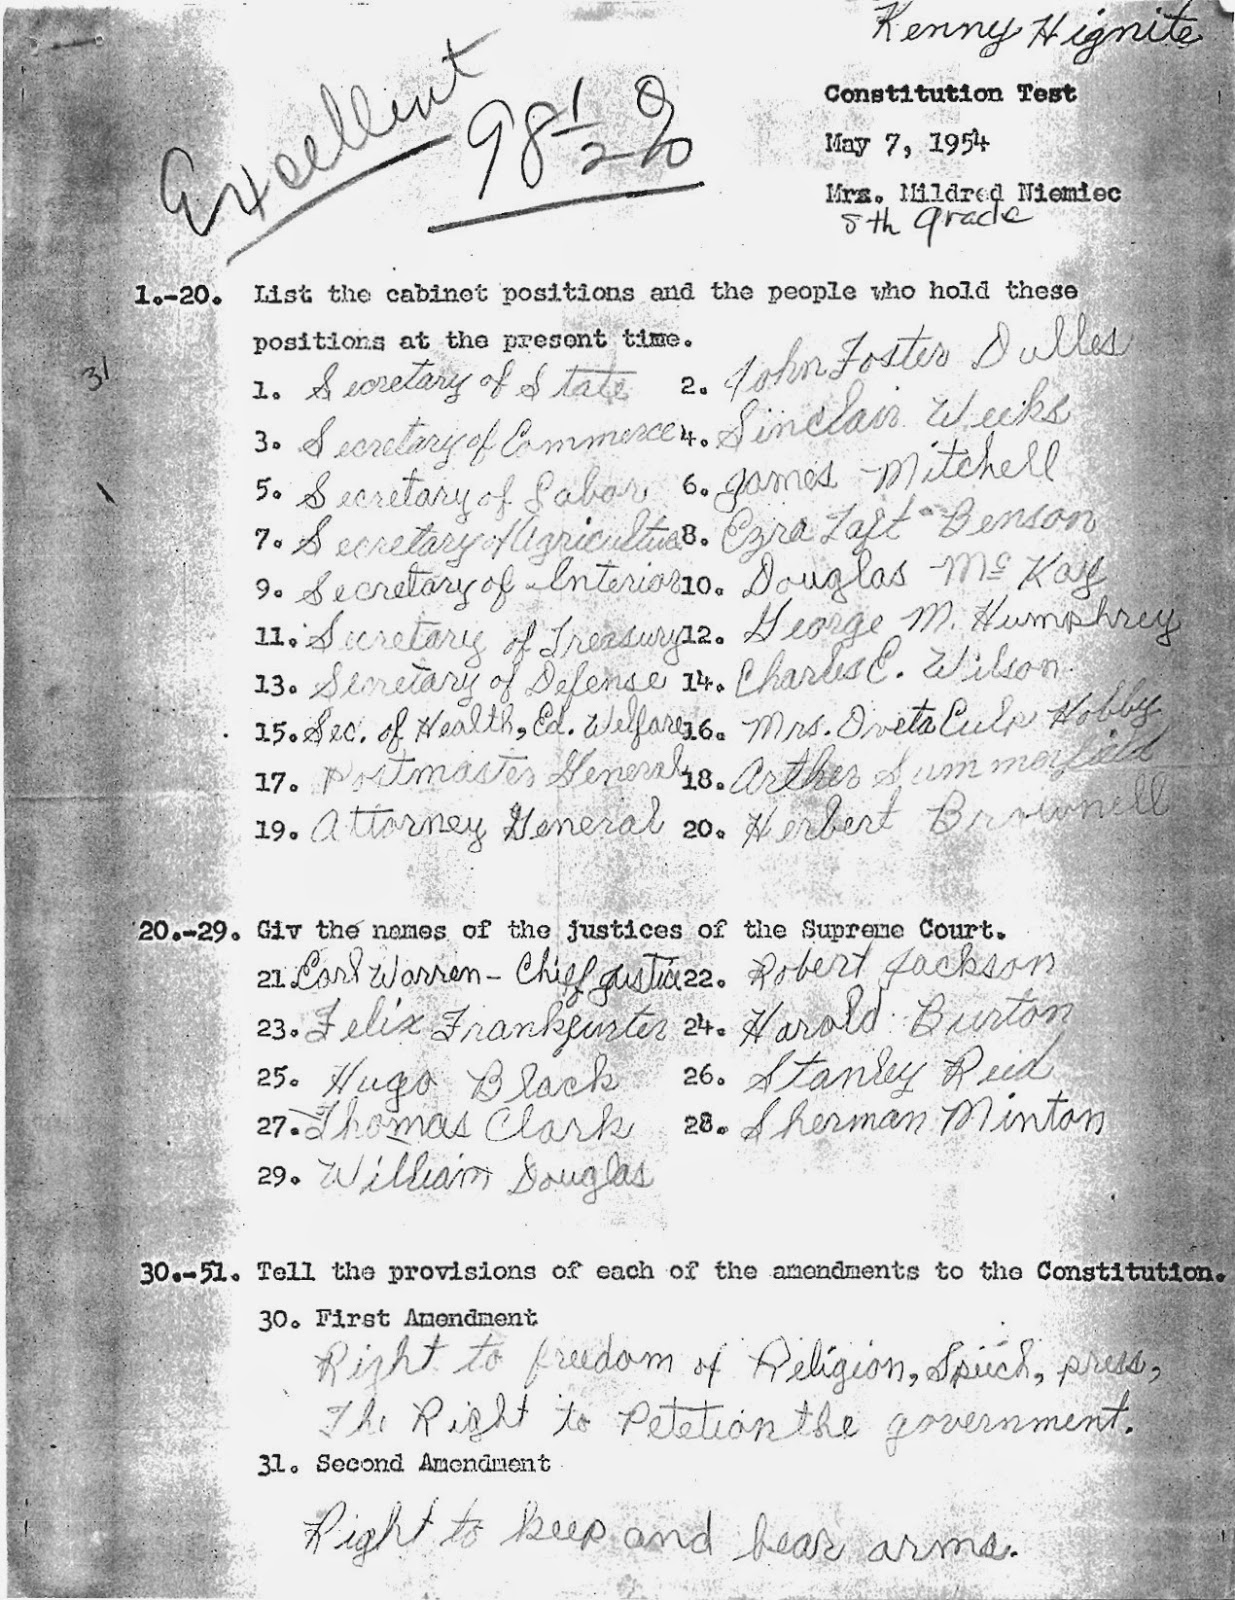 Kenny Hignite
Excellent
98 1/2 %
Constitution Test
May 7, 1954
Mrs. Mildred Niemiec
8th grade
1.-20. List the cabinet positions and the people who hold these
positions at the present time.
31
1. Secretary of State 2. John Foster Dulles
3. Secretary of Commerce 4. Sinclair Weeks
5. Secretary of Labor 6. James Mitchell
7. Secretary of Agriculture 8. Ezra Taft Benson
9. Secretary of Interior 10. Douglas McKay
11. Secretary of Treasury 12. George M. Humphrey
13. Secretary of Defense 14. Charles E. Wilson
15. Sec. of Health, Ed. Welfare 16. Mrs. Oveta Culp Hobby
17. Postmaster General 18. Arther Summerfield
19. Attorney General 20. Herbert Brownell
20.-29. Giv the names of the justices of the Supreme Court.
21. Earl Warren - Chief Justice 22. Robert Jackson
23. Felix Frankfurter 24. Harold Burton
25. Hugo Black 26. Stanley Reid
27. Thomas Clark 28. Sherman Minton
29. William Douglas
30.-51. Tell the provisions of each of the amendments to the Constitution.
30. First Amendment
Right to freedom of Religion, Speech, press,
The Right to Petetion the government.
31. Second Amendment
Right to keep and bear arms.